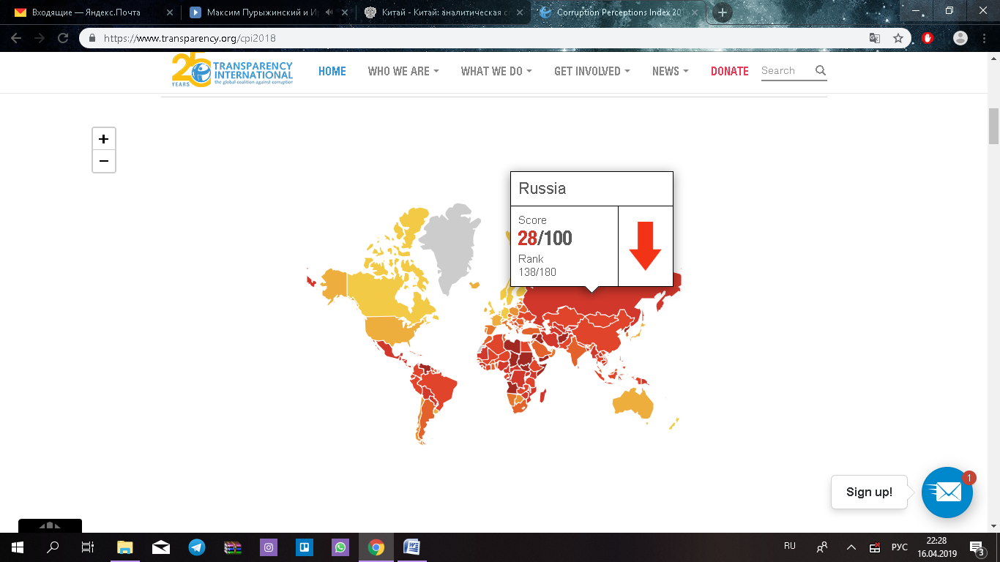 Входящие — Яндекс.Почта
Максим Пурыжинский и Ир
Китай - Китай: аналитическая с
Corruption Perceptions Index 20
https://www.transparency.org/cpi2018
YEARS
TRANSPARENCY
INTERNATIONAL
the global coalition against corruption
HOME
WHO WE ARE
WHAT WE DO
GET INVOLVED
NEWS
DONATE
Search
+
−
Russia
Score
28/100
Rank
138/180
Sign up!
1
RU
РУС
22:28
16.04.2019
3